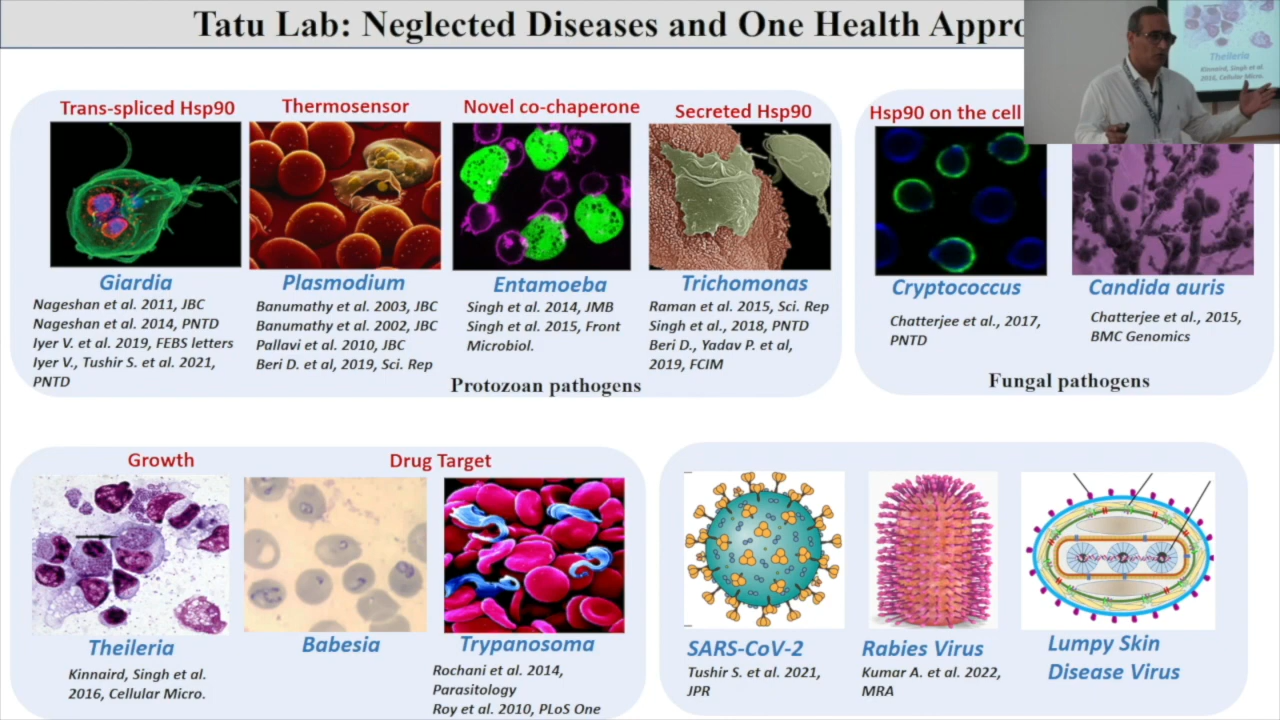 Tatu Lab: Neglected Diseases and One Health Appro
Trans-spliced Hsp90
Thermosensor
Novel co-chaperone
Secreted Hsp90
Giardia
Nageshan et al. 2011, JBC
Nageshan et al. 2014, PNTD
Iyer V. et al. 2019, FEBS letters
Iyer V., Tushir S. et al. 2021,
PNTD
Plasmodium
Banumathy et al. 2003, JBC
Banumathy et al. 2002, JBC
Pallavi et al. 2010, JBC
Beri D. et al, 2019, Sci. Rep
Entamoeba
Singh et al. 2014, JMB
Singh et al. 2015, Front
Microbiol.
Trichomonas
Raman et al. 2015, Sci. Rep
Singh et al., 2018, PNTD
Beri D., Yadav P. et al,
2019, FCIM
Protozoan pathogens
Hsp90 on the cell
Cryptococcus
Chatterjee et al., 2017,
PNTD
Candida auris
Chatterjee et al., 2015,
BMC Genomics
Fungal pathogens
Theileria
Kinnaird, Singh et al.
2016, Cellular Micro.
Growth
Drug Target
Theileria
Kinnaird, Singh et al.
2016, Cellular Micro.
Babesia
Trypanosoma
Rochani et al. 2014,
Parasitology
Roy et al. 2010, PLoS One
SARS-CoV-2
Tushir S. et al. 2021,
JPR
Rabies Virus
Kumar A. et al. 2022,
MRA
Lumpy Skin
Disease Virus